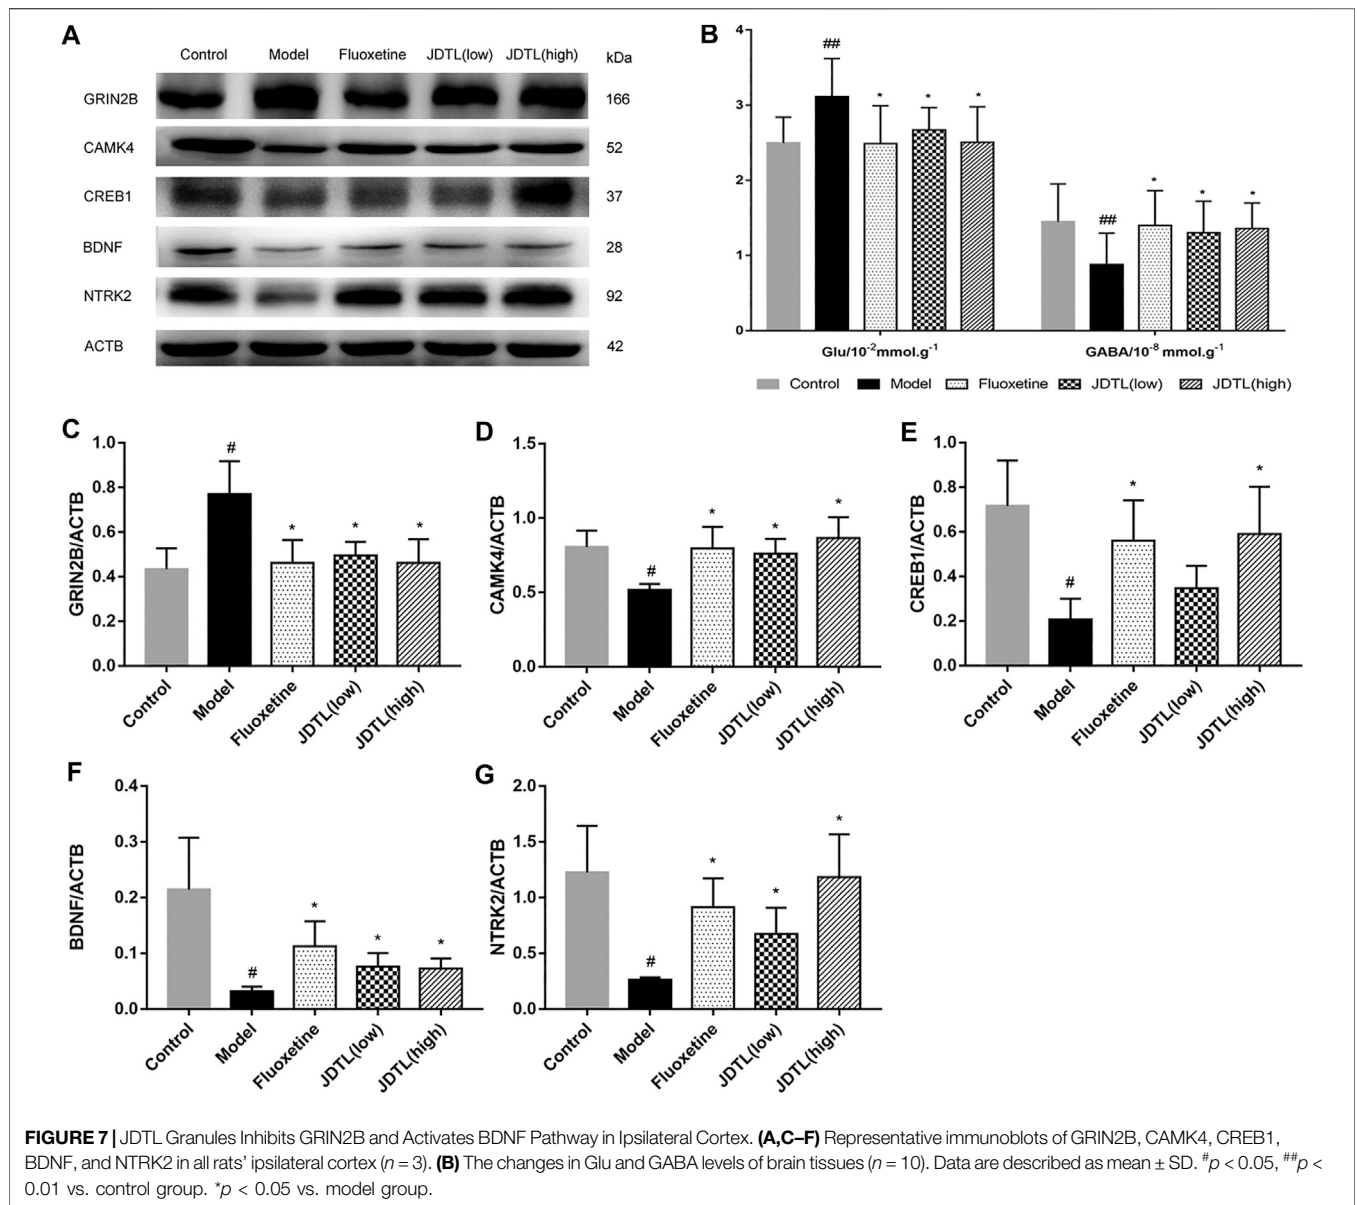 A
Control Model Fluoxetine JDTL(low) JDTL(high) kDa
GRIN2B 166
CAMK4 52
CREB1 37
BDNF 28
NTRK2 92
ACTB 42
B
4
3
2
1
0
## * * *
## * * *
Glu/10⁻²mmol.g⁻¹ GABA/10⁻⁸ mmol.g⁻¹
Control Model Fluoxetine JDTL(low) JDTL(high)
C
GRIN2B/ACTB
1.0
0.8
0.6
0.4
0.2
0.0
# * * *
Control Model Fluoxetine JDTL(low) JDTL(high)
D
CAMK4/ACTB
1.5
1.0
0.5
0.0
# * * *
Control Model Fluoxetine JDTL(low) JDTL(high)
E
CREB1/ACTB
1.0
0.8
0.6
0.4
0.2
0.0
# * *
Control Model Fluoxetine JDTL(low) JDTL(high)
F
BDNF/ACTB
0.4
0.3
0.2
0.1
0.0
# * * *
Control Model Fluoxetine JDTL(low) JDTL(high)
G
NTRK2/ACTB
2.0
1.5
1.0
0.5
0.0
# * * *
Control Model Fluoxetine JDTL(low) JDTL(high)
FIGURE 7 | JDTL Granules Inhibits GRIN2B and Activates BDNF Pathway in Ipsilateral Cortex. (A,C–F) Representative immunoblots of GRIN2B, CAMK4, CREB1,
BDNF, and NTRK2 in all rats' ipsilateral cortex (n = 3). (B) The changes in Glu and GABA levels of brain tissues (n = 10). Data are described as mean ± SD. #p < 0.05, ##p <
0.01 vs. control group. *p < 0.05 vs. model group.